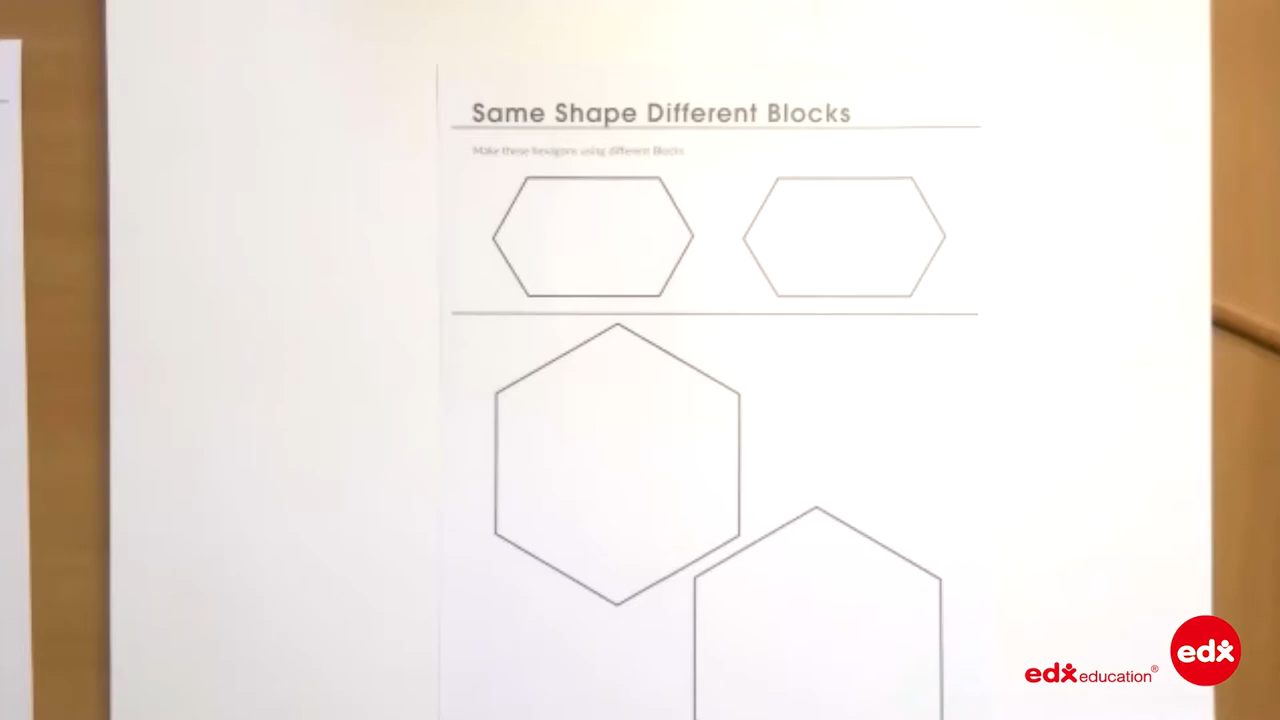 Same Shape Different Blocks
Make these hexagons using different Blocks
edx
edx education®